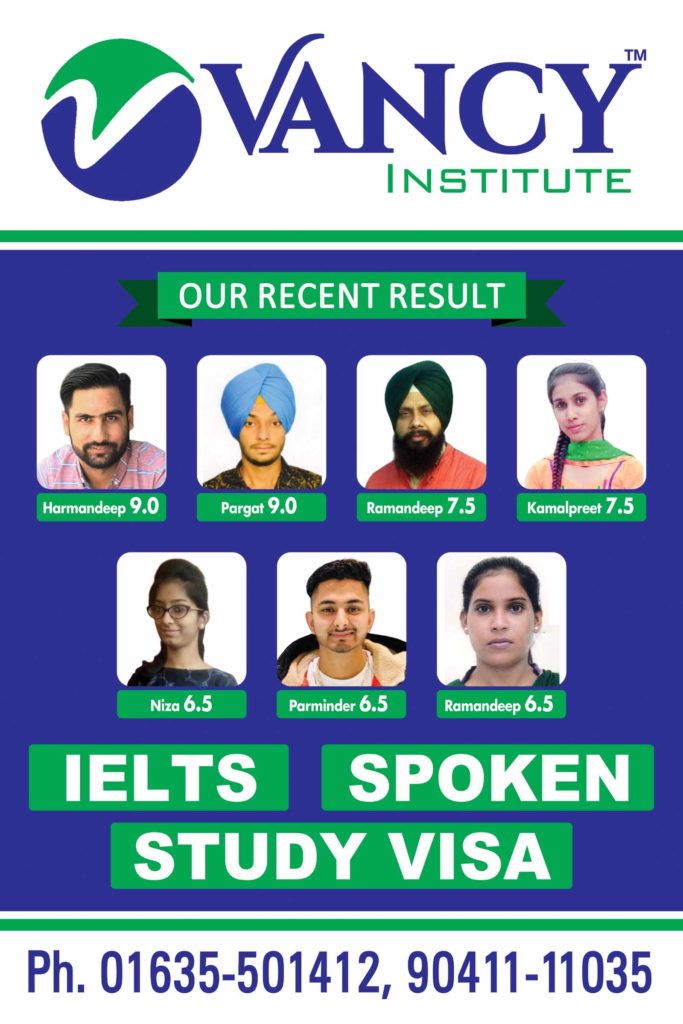 VANCY™
INSTITUTE
OUR RECENT RESULT
Harmandeep 9.0
Pargat 9.0
Ramandeep 7.5
Kamalpreet 7.5
Niza 6.5
Parminder 6.5
Ramandeep 6.5
IELTS SPOKEN
STUDY VISA
Ph. 01635-501412, 90411-11035